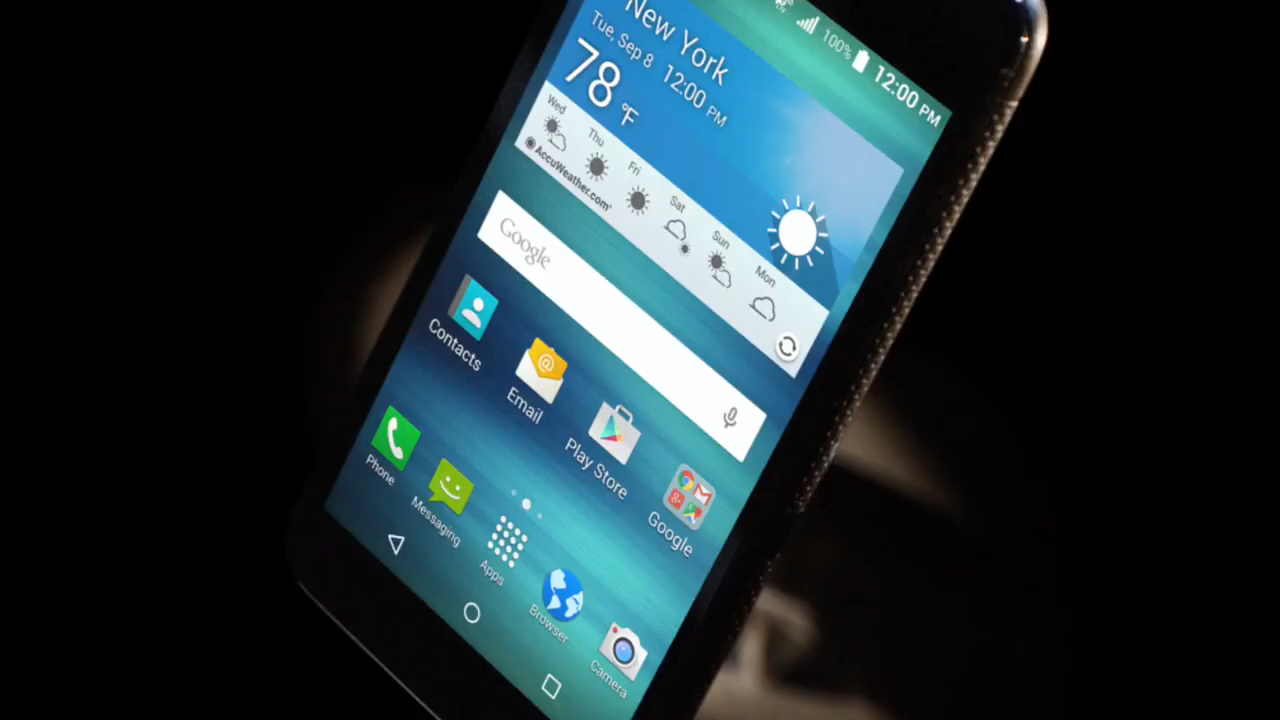 LTE 100% 12:00 PM
New York
Tue, Sep 8 12:00 PM
78 °F
Wed Thu Fri Sat Sun Mon
AccuWeather.com
Google
Contacts Email Play Store Google
Phone Messaging Apps Browser Camera